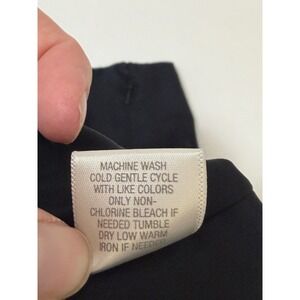 MACHINE WASH
COLD GENTLE CYCLE
WITH LIKE COLORS
ONLY NON-
CHLORINE BLEACH IF
NEEDED TUMBLE
DRY LOW WARM
IRON IF NEEDED